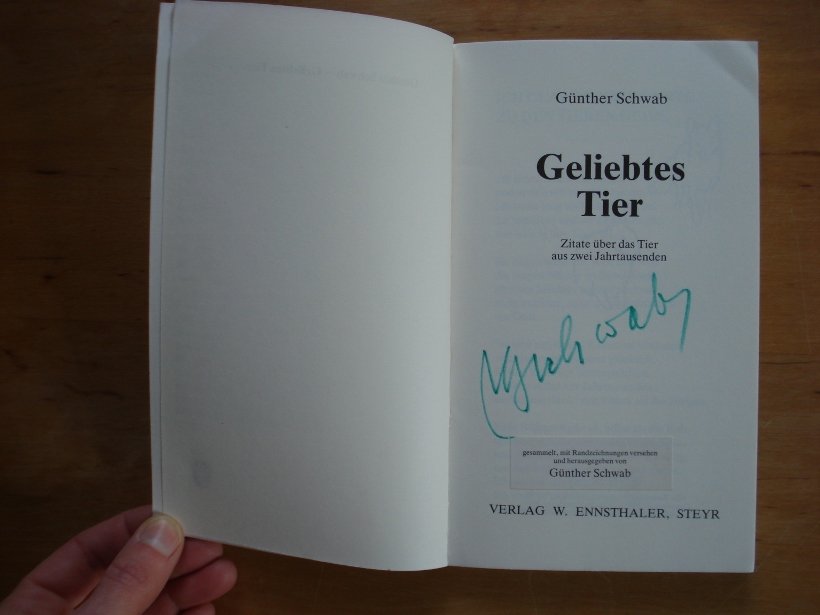 Günther Schwab
Geliebtes
Tier
Zitate über das Tier
aus zwei Jahrtausenden
Schwab
gesammelt, mit Randzeichnungen versehen
und herausgegeben von
Günther Schwab
VERLAG W. ENNSTHALER, STEYR